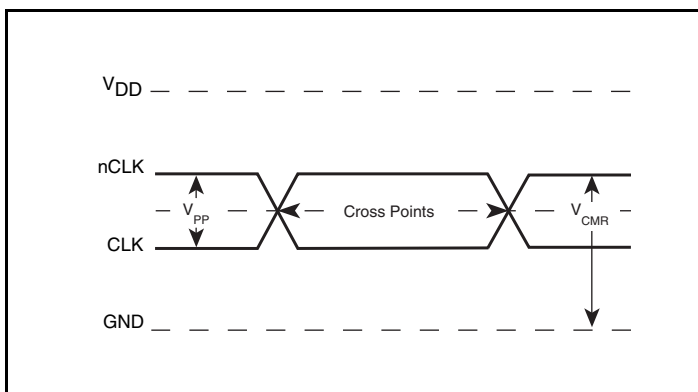 VDD
nCLK
VPP
Cross Points
VCMR
CLK
GND